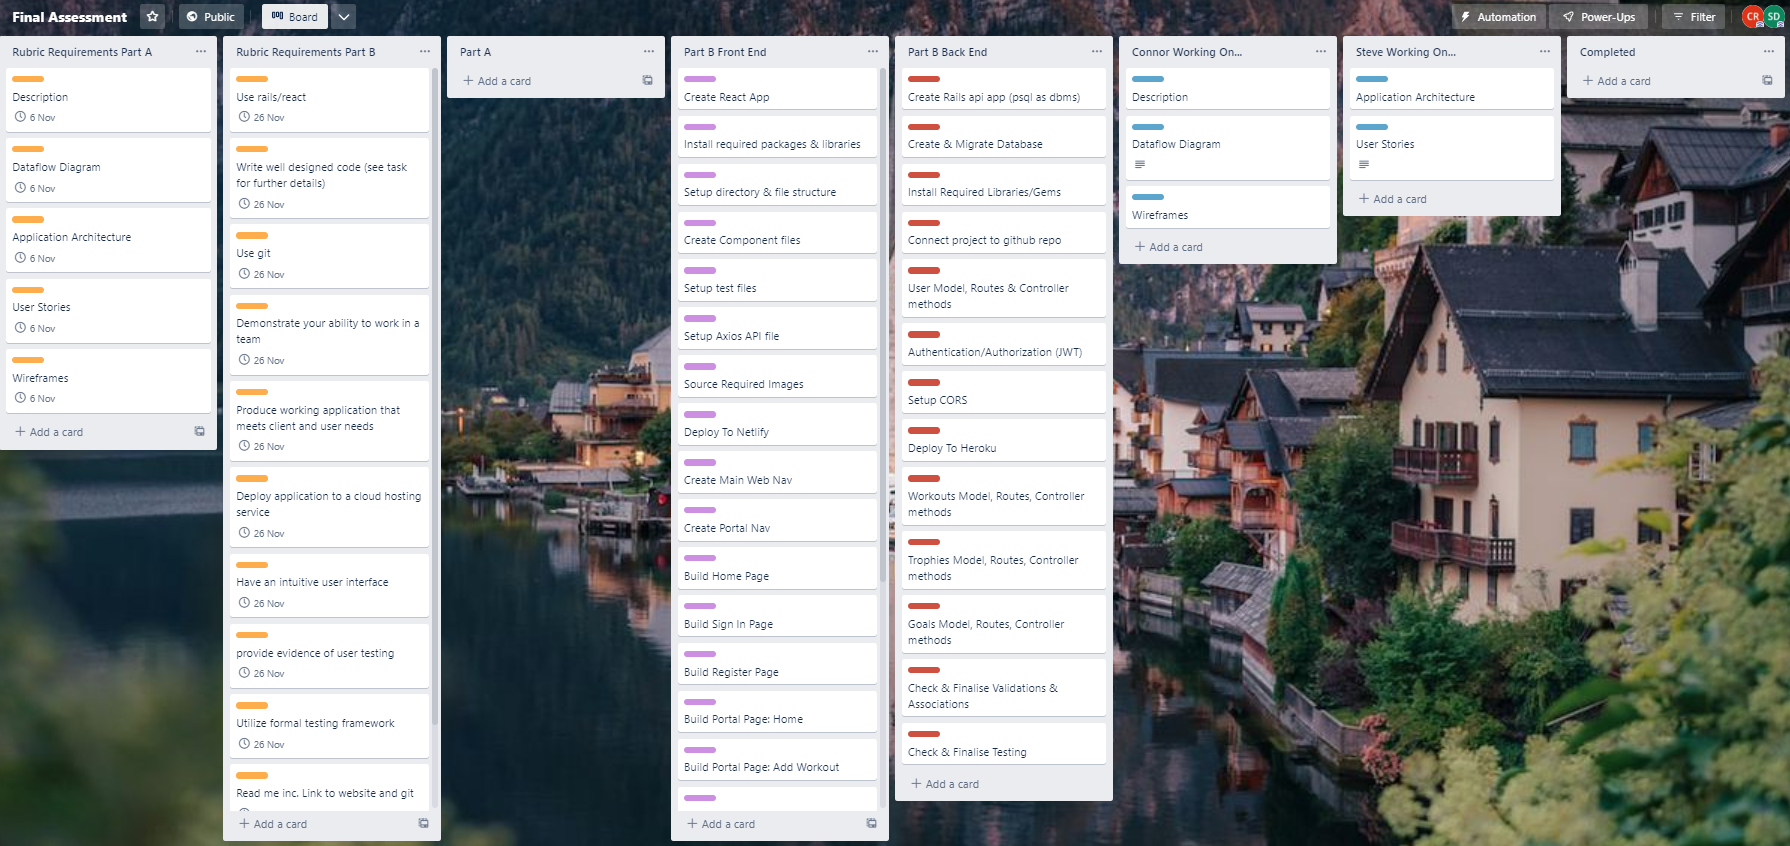 Final Assessment
Public
Board
Automation
Power-Ups
Filter
CR
SD
Rubric Requirements Part A
Description
6 Nov
Dataflow Diagram
6 Nov
Application Architecture
6 Nov
User Stories
6 Nov
Wireframes
6 Nov
+ Add a card
Rubric Requirements Part B
Use rails/react
26 Nov
Write well designed code (see task
for further details)
26 Nov
Use git
26 Nov
Demonstrate your ability to work in a
team
26 Nov
Produce working application that
meets client and user needs
26 Nov
Deploy application to a cloud hosting
service
26 Nov
Have an intuitive user interface
26 Nov
provide evidence of user testing
26 Nov
Utilize formal testing framework
26 Nov
Read me inc. Link to website and git
+ Add a card
Part A
+ Add a card
Part B Front End
Create React App
Install required packages & libraries
Setup directory & file structure
Create Component files
Setup test files
Setup Axios API file
Source Required Images
Deploy To Netlify
Create Main Web Nav
Create Portal Nav
Build Home Page
Build Sign In Page
Build Register Page
Build Portal Page: Home
Build Portal Page: Add Workout
+ Add a card
Part B Back End
Create Rails api app (psql as dbms)
Create & Migrate Database
Install Required Libraries/Gems
Connect project to github repo
User Model, Routes & Controller
methods
Authentication/Authorization (JWT)
Setup CORS
Deploy To Heroku
Workouts Model, Routes, Controller
methods
Trophies Model, Routes, Controller
methods
Goals Model, Routes, Controller
methods
Check & Finalise Validations &
Associations
Check & Finalise Testing
+ Add a card
Connor Working On...
Description
Dataflow Diagram
Wireframes
+ Add a card
Steve Working On...
Application Architecture
User Stories
+ Add a card
Completed
+ Add a card